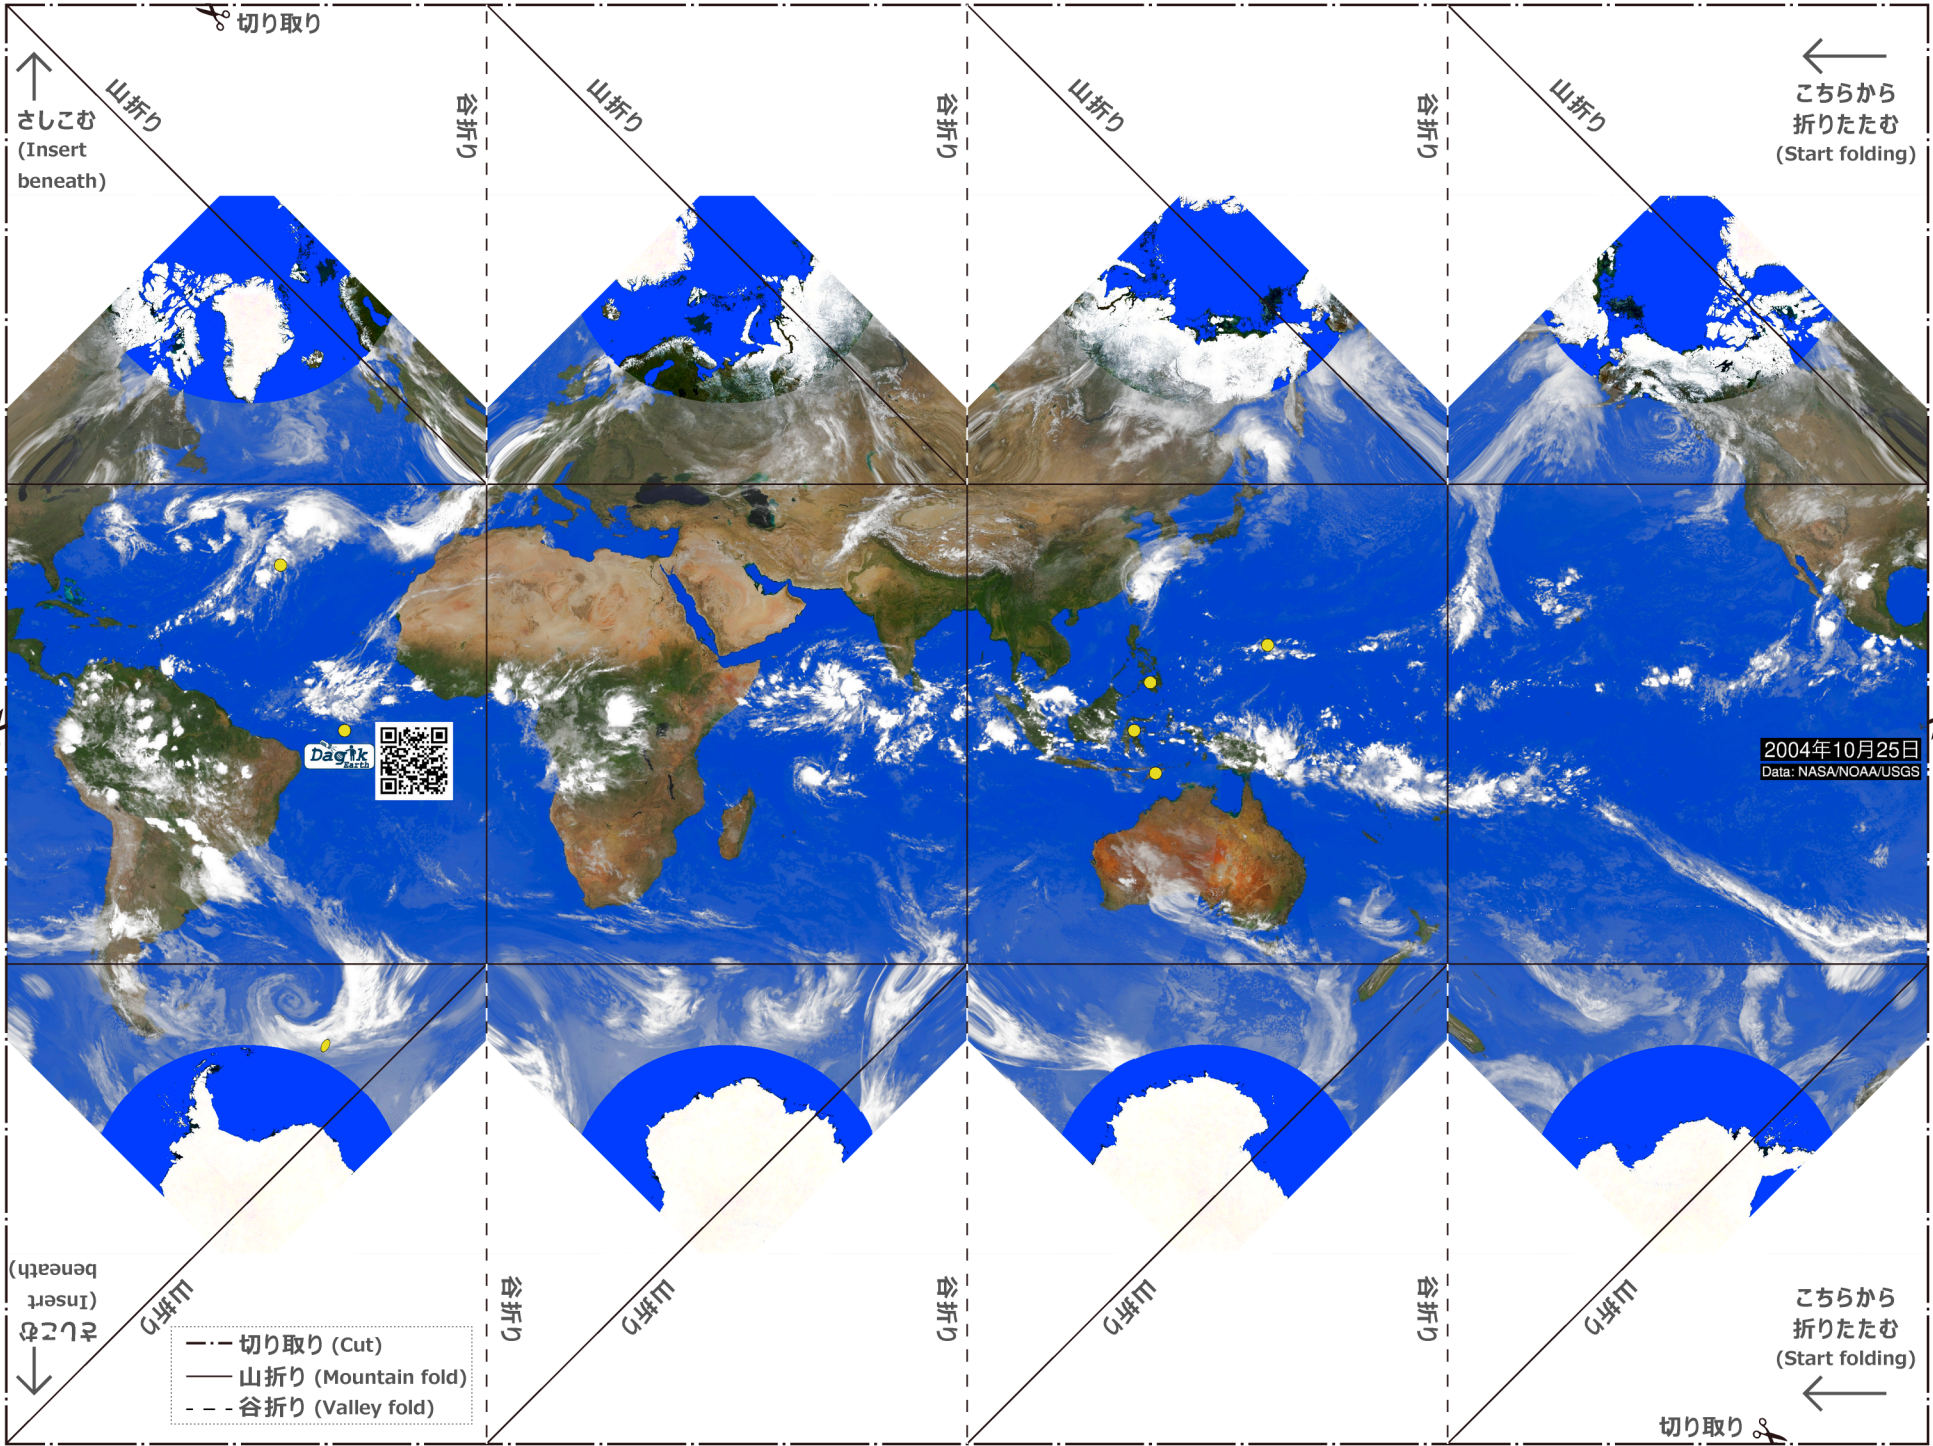 切り取り
山折り
谷折り
山折り
谷折り
山折り
谷折り
山折り
さしこむ
(Insert
beneath)
こちらから
折りたたむ
(Start folding)
Dagik
Earth
2004年10月25日
Data: NASA/NOAA/USGS
さしこむ
(Insert
beneath)
山折り
谷折り
山折り
谷折り
山折り
谷折り
山折り
こちらから
折りたたむ
(Start folding)
切り取り (Cut)
山折り (Mountain fold)
谷折り (Valley fold)
切り取り